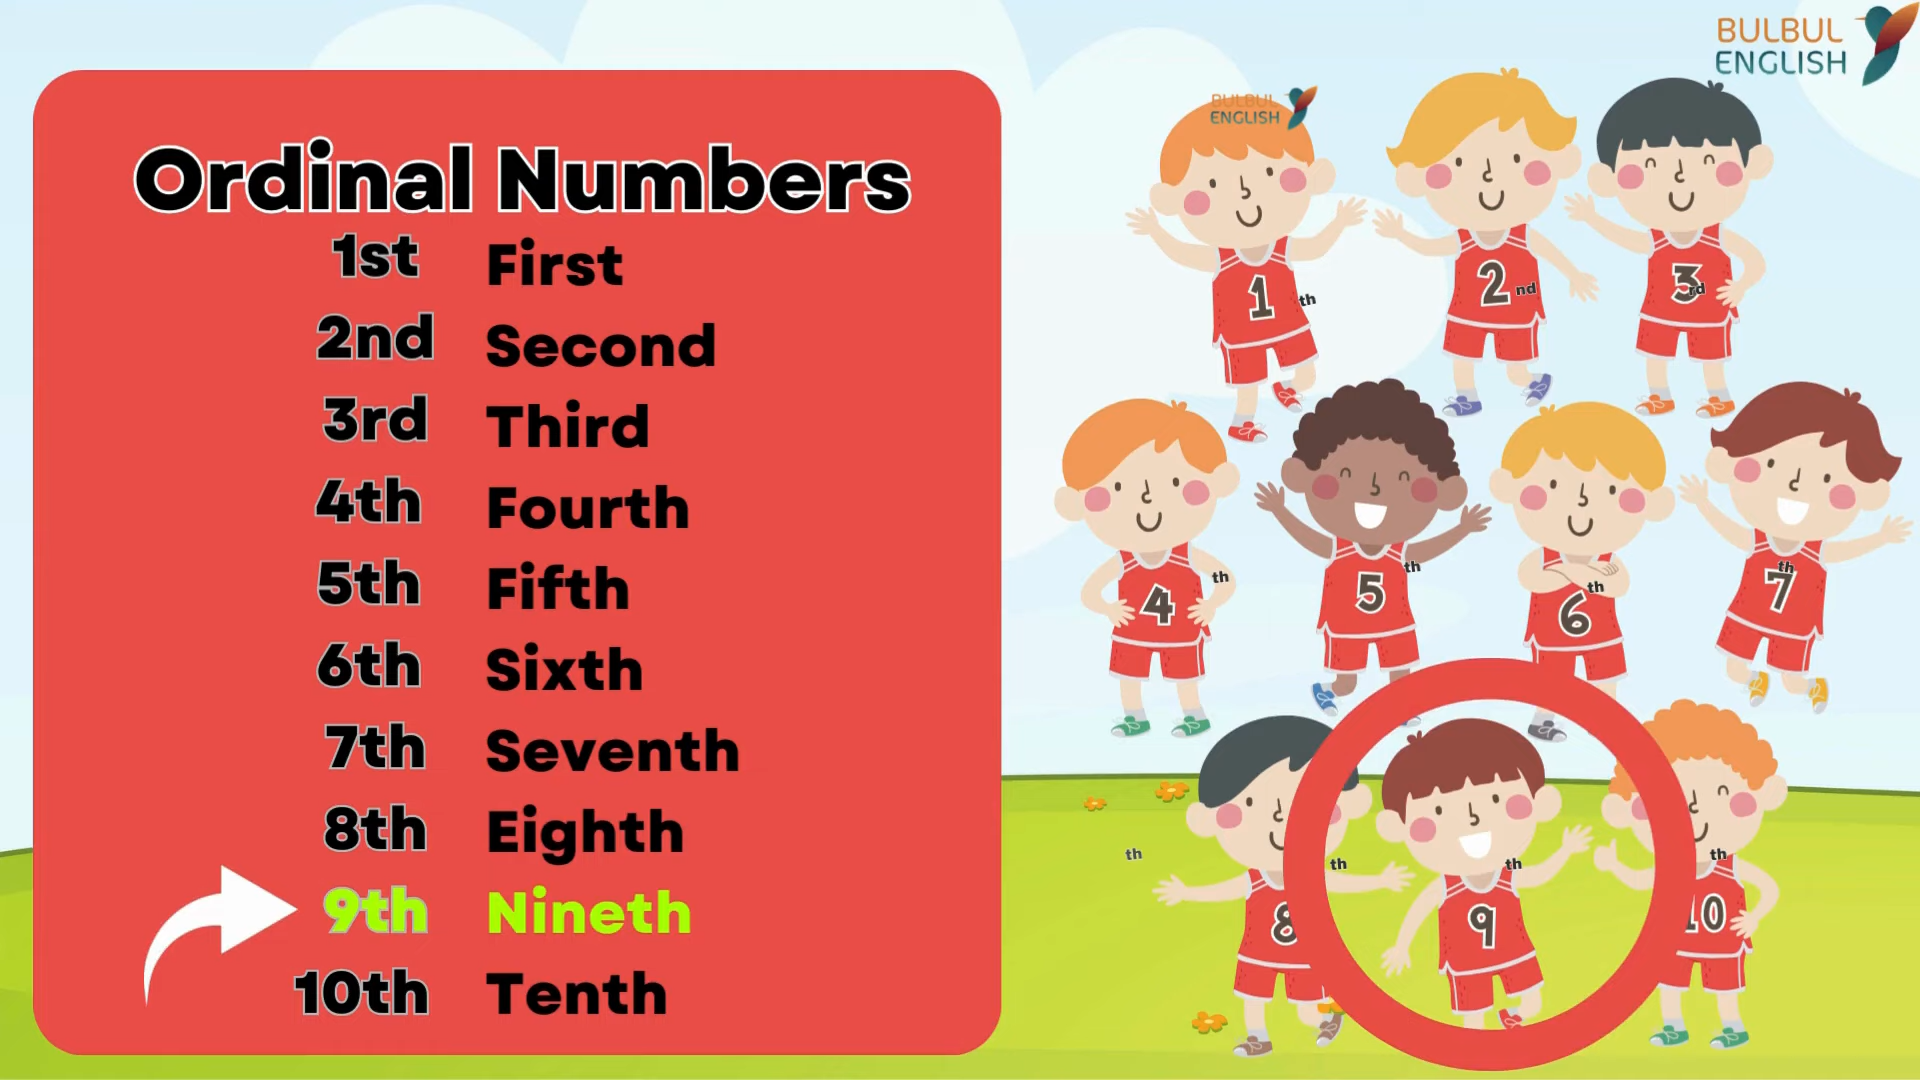 BULBUL
ENGLISH
BULBUL
ENGLISH
Ordinal Numbers
1st First
2nd Second
3rd Third
4th Fourth
5th Fifth
6th Sixth
7th Seventh
8th Eighth
9th Nineth
10th Tenth
1 th
2 nd
3 rd
4 th
5 th
6 th
7 th
th
8 th
9 th
10 th